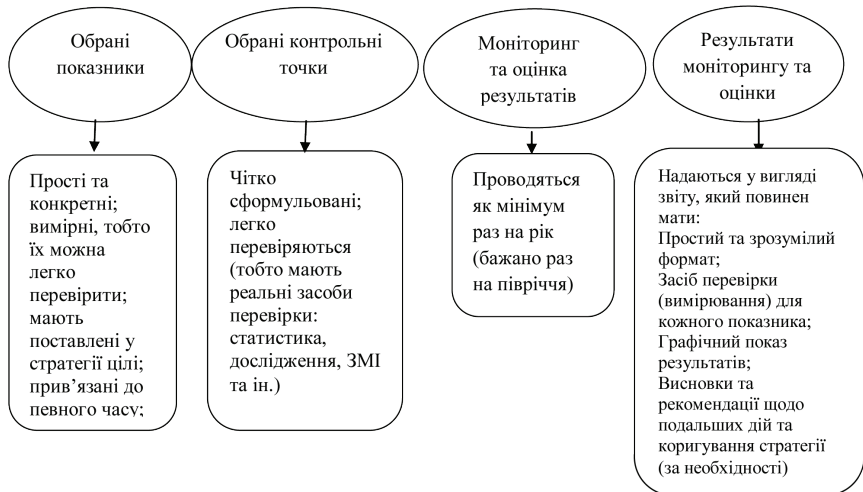 Обрані
показники
Обрані контрольні
точки
Моніторинг
та оцінка
результатів
Результати
моніторингу та
оцінки
Прості та
конкретні;
вимірні, тобто
їх можна
легко
перевірити;
мають
поставлені у
стратегії цілі;
прив’язані до
певного часу;
Чітко
сформульовані;
легко
перевіряються
(тобто мають
реальні засоби
перевірки:
статистика,
дослідження, ЗМІ
та ін.)
Проводяться
як мінімум
раз на рік
(бажано раз
на півріччя)
Надаються у вигляді
звіту, який повинен
мати:
Простий та зрозумілий
формат;
Засіб перевірки
(вимірювання) для
кожного показника;
Графічний показ
результатів;
Висновки та
рекомендації щодо
подальших дій та
коригування стратегії
(за необхідності)